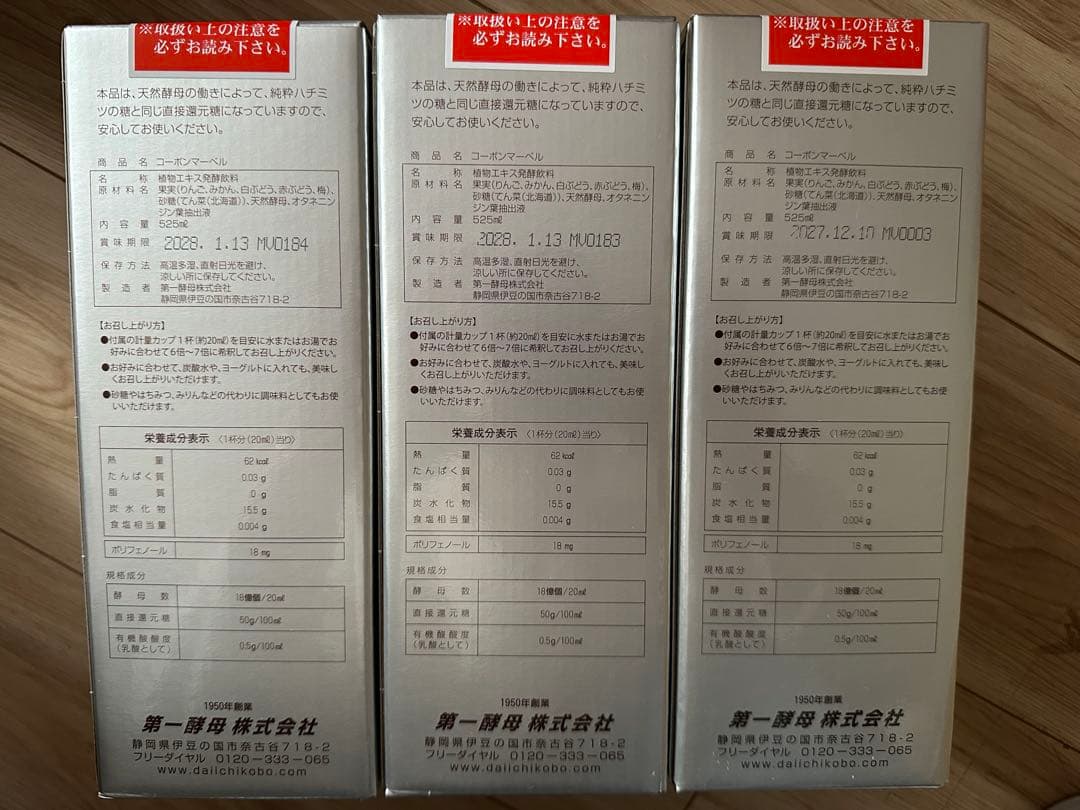 ※取扱い上の注意を
必ずお読み下さい。
本品は、天然酵母の働きによって、純粋ハチミ
ツの糖と同じ直接還元糖になっていますので、
安心してお使いください。
商品名 コーボンマーベル
名称 植物エキス発酵飲料
原材料名 果実(りんご、みかん、白ぶどう、赤ぶどう、梅)、
砂糖(てん菜(北海道))、天然酵母、オタネニン
ジン葉抽出液
内容量 525㎖
賞味期限 2028. 1.13 MV0184
保存方法 高温多湿、直射日光を避け、
涼しい所に保存してください。
製造者 第一酵母株式会社
静岡県伊豆の国市奈古谷718-2
【お召し上がり方】
●付属の計量カップ1杯(約20㎖)を目安に水またはお湯でお
好みに合わせて6倍〜7倍に希釈してお召し上がりください。
●お好みに合わせて、炭酸水や、ヨーグルトに入れても、美味し
くお召し上がりいただけます。
●砂糖やはちみつ、みりんなどの代わりに調味料としてもお使
いいただけます。
栄養成分表示 〈1杯分(20㎖)当り〉
熱量 62 kcal
たんぱく質 0.03 g
脂質 0 g
炭水化物 15.5 g
食塩相当量 0.004 g
ポリフェノール 18 mg
規格成分
酵母数 18億個/20㎖
直接還元糖 50g/100㎖
有機酸酸度
(乳酸として) 0.5g/100㎖
1950年創業
第一酵母 株式会社
静岡県伊豆の国市奈古谷718-2
フリーダイヤル 0120-333-065
www.daiichikobo.com
※取扱い上の注意を
必ずお読み下さい。
本品は、天然酵母の働きによって、純粋ハチミ
ツの糖と同じ直接還元糖になっていますので、
安心してお使いください。
商品名 コーボンマーベル
名称 植物エキス発酵飲料
原材料名 果実(りんご、みかん、白ぶどう、赤ぶどう、梅)、
砂糖(てん菜(北海道))、天然酵母、オタネニン
ジン葉抽出液
内容量 525㎖
賞味期限 2028. 1.13 MV0183
保存方法 高温多湿、直射日光を避け、
涼しい所に保存してください。
製造者 第一酵母株式会社
静岡県伊豆の国市奈古谷718-2
【お召し上がり方】
●付属の計量カップ1杯(約20㎖)を目安に水またはお湯でお
好みに合わせて6倍〜7倍に希釈してお召し上がりください。
●お好みに合わせて、炭酸水や、ヨーグルトに入れても、美味し
くお召し上がりいただけます。
●砂糖やはちみつ、みりんなどの代わりに調味料としてもお使
いいただけます。
栄養成分表示 〈1杯分(20㎖)当り〉
熱量 62 kcal
たんぱく質 0.03 g
脂質 0 g
炭水化物 15.5 g
食塩相当量 0.004 g
ポリフェノール 18 mg
規格成分
酵母数 18億個/20㎖
直接還元糖 50g/100㎖
有機酸酸度
(乳酸として) 0.5g/100㎖
1950年創業
第一酵母 株式会社
静岡県伊豆の国市奈古谷718-2
フリーダイヤル 0120-333-065
www.daiichikobo.com
※取扱い上の注意を
必ずお読み下さい。
本品は、天然酵母の働きによって、純粋ハチミ
ツの糖と同じ直接還元糖になっていますので、
安心してお使いください。
商品名 コーボンマーベル
名称 植物エキス発酵飲料
原材料名 果実(りんご、みかん、白ぶどう、赤ぶどう、梅)、
砂糖(てん菜(北海道))、天然酵母、オタネニン
ジン葉抽出液
内容量 525㎖
賞味期限 2027.12.10 MV0003
保存方法 高温多湿、直射日光を避け、
涼しい所に保存してください。
製造者 第一酵母株式会社
静岡県伊豆の国市奈古谷718-2
【お召し上がり方】
●付属の計量カップ1杯(約20㎖)を目安に水またはお湯でお
好みに合わせて6倍〜7倍に希釈してお召し上がりください。
●お好みに合わせて、炭酸水や、ヨーグルトに入れても、美味し
くお召し上がりいただけます。
●砂糖やはちみつ、みりんなどの代わりに調味料としてもお使
いいただけます。
栄養成分表示 〈1杯分(20㎖)当り〉
熱量 62 kcal
たんぱく質 0.03 g
脂質 0 g
炭水化物 15.5 g
食塩相当量 0.004 g
ポリフェノール 18 mg
規格成分
酵母数 18億個/20㎖
直接還元糖 50g/100㎖
有機酸酸度
(乳酸として) 0.5g/100㎖
1950年創業
第一酵母 株式会社
静岡県伊豆の国市奈古谷718-2
フリーダイヤル 0120-333-065
www.daiichikobo.com